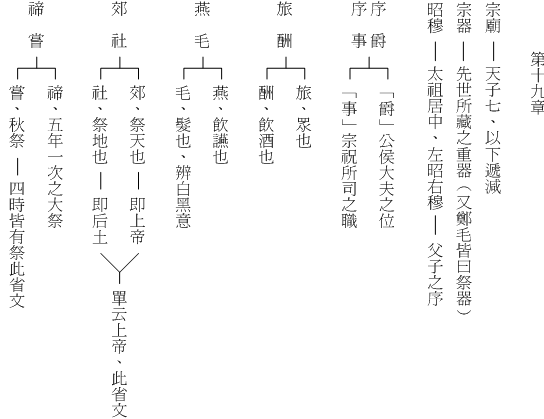 第十九章
宗廟 — 天子七、以下遞減
宗器 — 先世所藏之重器（又鄭毛皆曰祭器）
昭穆 — 太祖居中、左昭右穆 — 父子之序
序爵
序事
「爵」公侯大夫之位
「事」宗祝所司之職
旅酬
旅、眾也
酬、飲酒也
燕毛
燕、飲讌也
毛、髮也、辨白黑意
郊社
郊、祭天也 — 即上帝
社、祭地也 — 即后土
單云上帝、此省文
禘嘗
禘、五年一次之大祭
嘗、秋祭 — 四時皆有祭此省文